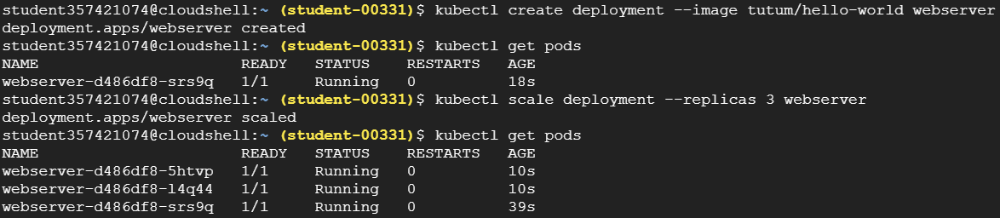 student357421074@cloudshell:~ (student-00331)$ kubectl create deployment --image tutum/hello-world webserver
deployment.apps/webserver created
student357421074@cloudshell:~ (student-00331)$ kubectl get pods
NAME                       READY   STATUS    RESTARTS   AGE
webserver-d486df8-srs9q    1/1     Running   0          18s
student357421074@cloudshell:~ (student-00331)$ kubectl scale deployment --replicas 3 webserver
deployment.apps/webserver scaled
student357421074@cloudshell:~ (student-00331)$ kubectl get pods
NAME                       READY   STATUS    RESTARTS   AGE
webserver-d486df8-5htvp    1/1     Running   0          10s
webserver-d486df8-l4q44    1/1     Running   0          10s
webserver-d486df8-srs9q    1/1     Running   0          39s